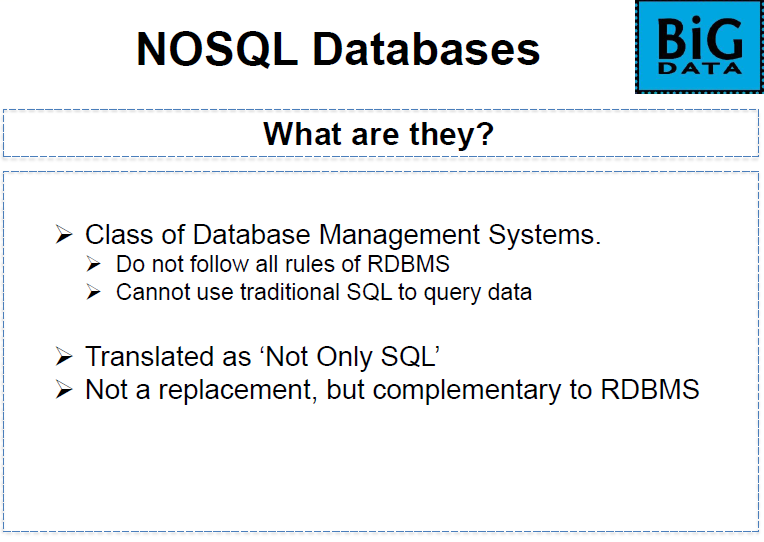 NOSQL Databases
BiG
DATA
What are they?
➢ Class of Database Management Systems.
➢ Do not follow all rules of RDBMS
➢ Cannot use traditional SQL to query data
➢ Translated as ‘Not Only SQL’
➢ Not a replacement, but complementary to RDBMS